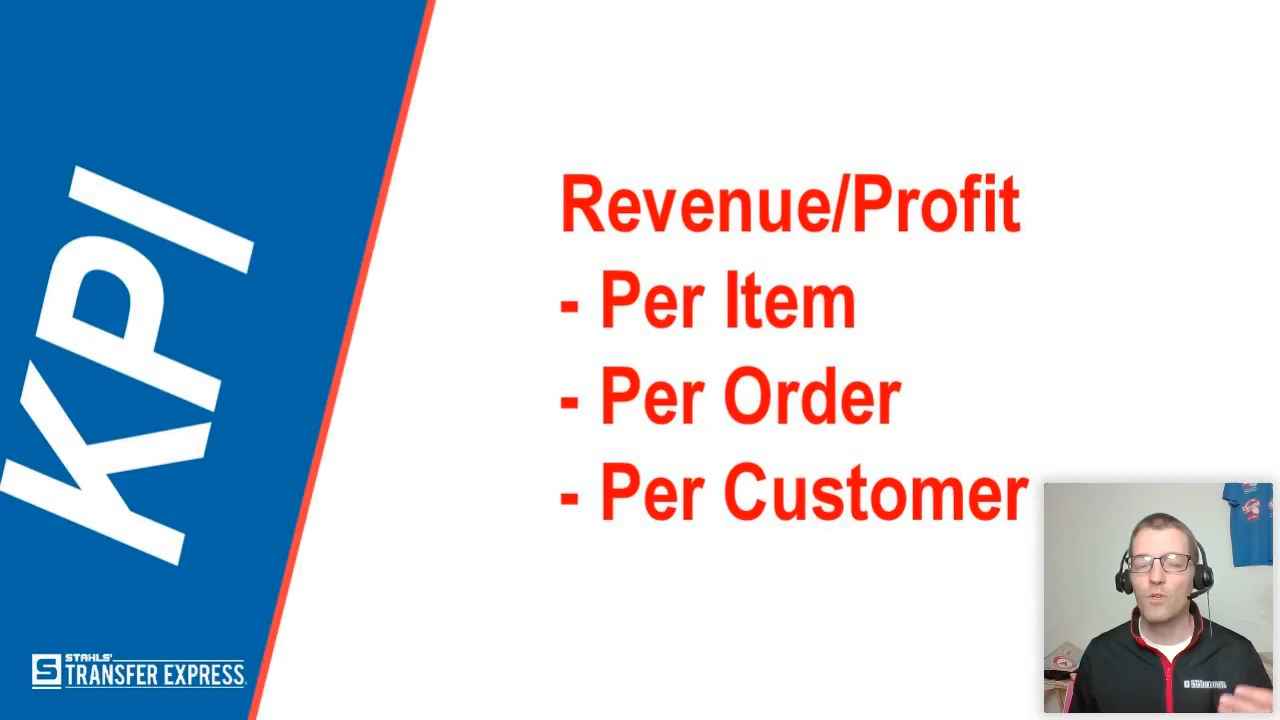 KPI
Revenue/Profit
- Per Item
- Per Order
- Per Customer
STAHLS'
TRANSFER EXPRESS